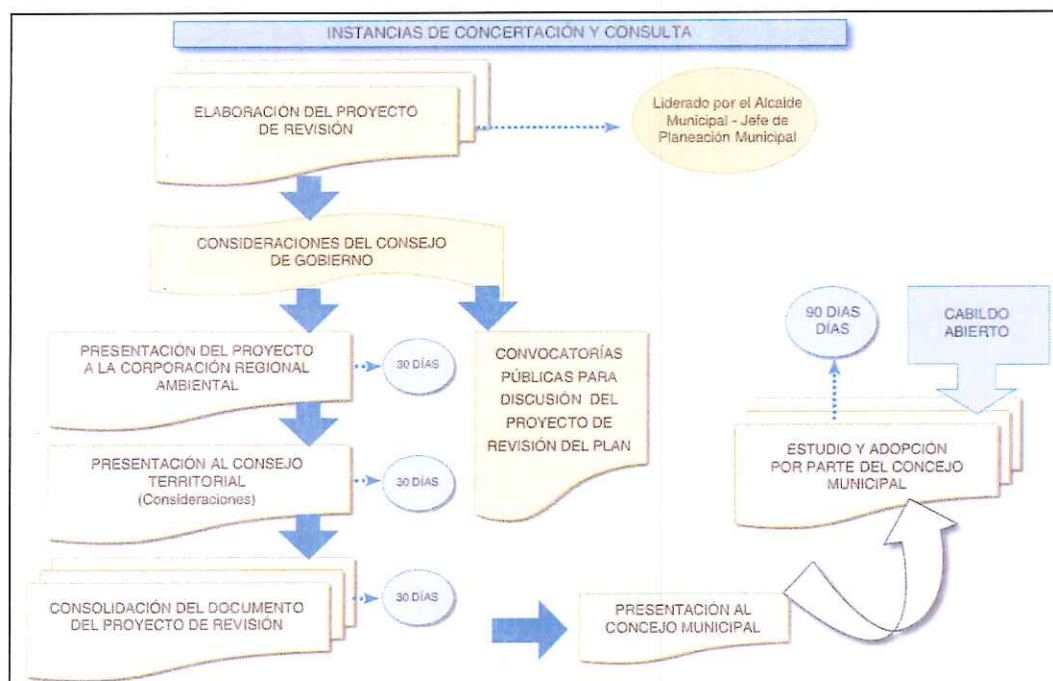 INSTANCIAS DE CONCERTACIÓN Y CONSULTA
ELABORACIÓN DEL PROYECTO
DE REVISIÓN
Liderado por el Alcalde
Municipal - Jefe de
Planeación Municipal
CONSIDERACIONES DEL CONSEJO
DE GOBIERNO
PRESENTACIÓN DEL PROYECTO
A LA CORPORACIÓN REGIONAL
AMBIENTAL
30 DÍAS
CONVOCATORÍAS
PÚBLICAS PARA
DISCUSIÓN DEL
PROYECTO DE
REVISIÓN DEL PLAN
90 DIAS
DÍAS
CABILDO
ABIERTO
PRESENTACIÓN AL CONSEJO
TERRITORIAL
(Consideraciones)
30 DÍAS
ESTUDIO Y ADOPCIÓN
POR PARTE DEL CONCEJO
MUNICIPAL
CONSOLIDACIÓN DEL DOCUMENTO
DEL PROYECTO DE REVISIÓN
30 DÍAS
PRESENTACIÓN AL
CONCEJO MUNICIPAL